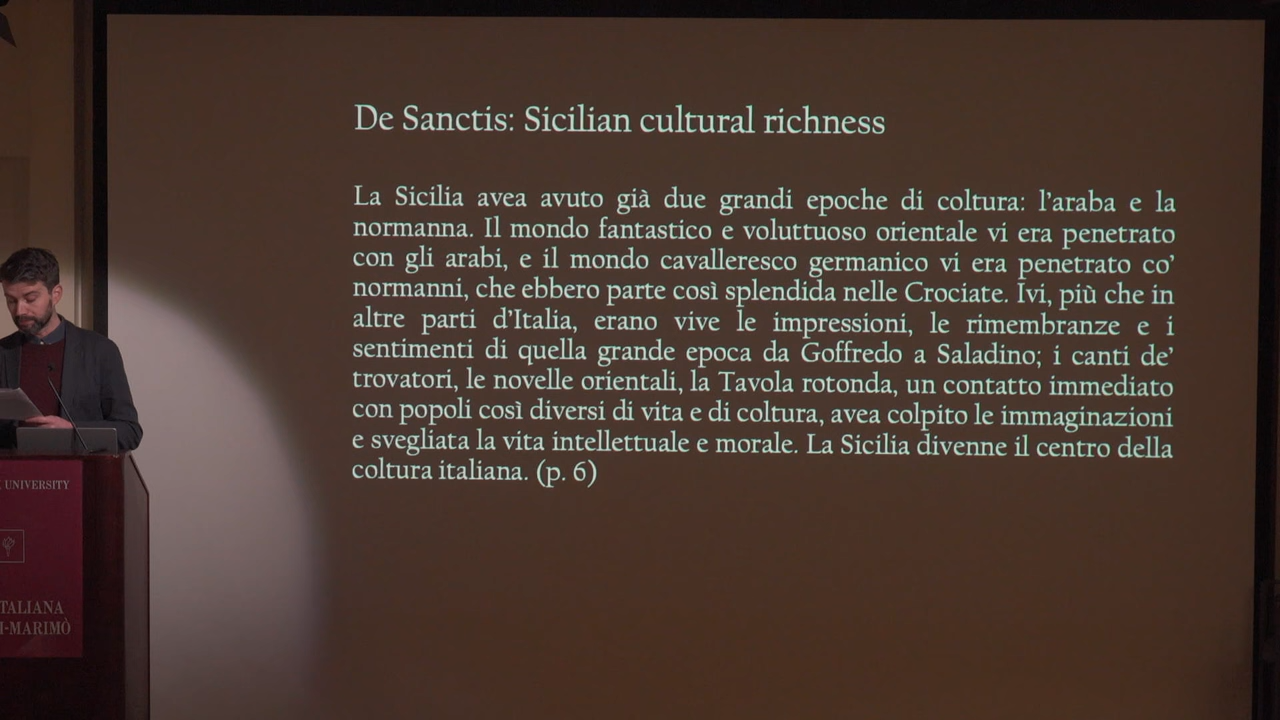 De Sanctis: Sicilian cultural richness
La Sicilia avea avuto già due grandi epoche di coltura: l'araba e la
normanna. Il mondo fantastico e voluttuoso orientale vi era penetrato
con gli arabi, e il mondo cavalleresco germanico vi era penetrato co'
normanni, che ebbero parte così splendida nelle Crociate. Ivi, più che in
altre parti d'Italia, erano vive le impressioni, le rimembranze e i
sentimenti di quella grande epoca da Goffredo a Saladino; i canti de'
trovatori, le novelle orientali, la Tavola rotonda, un contatto immediato
con popoli così diversi di vita e di coltura, avea colpito le immaginazioni
e svegliata la vita intellettuale e morale. La Sicilia divenne il centro della
coltura italiana. (p. 6)
UNIVERSITY
TALIANA
I-MARIMÒ